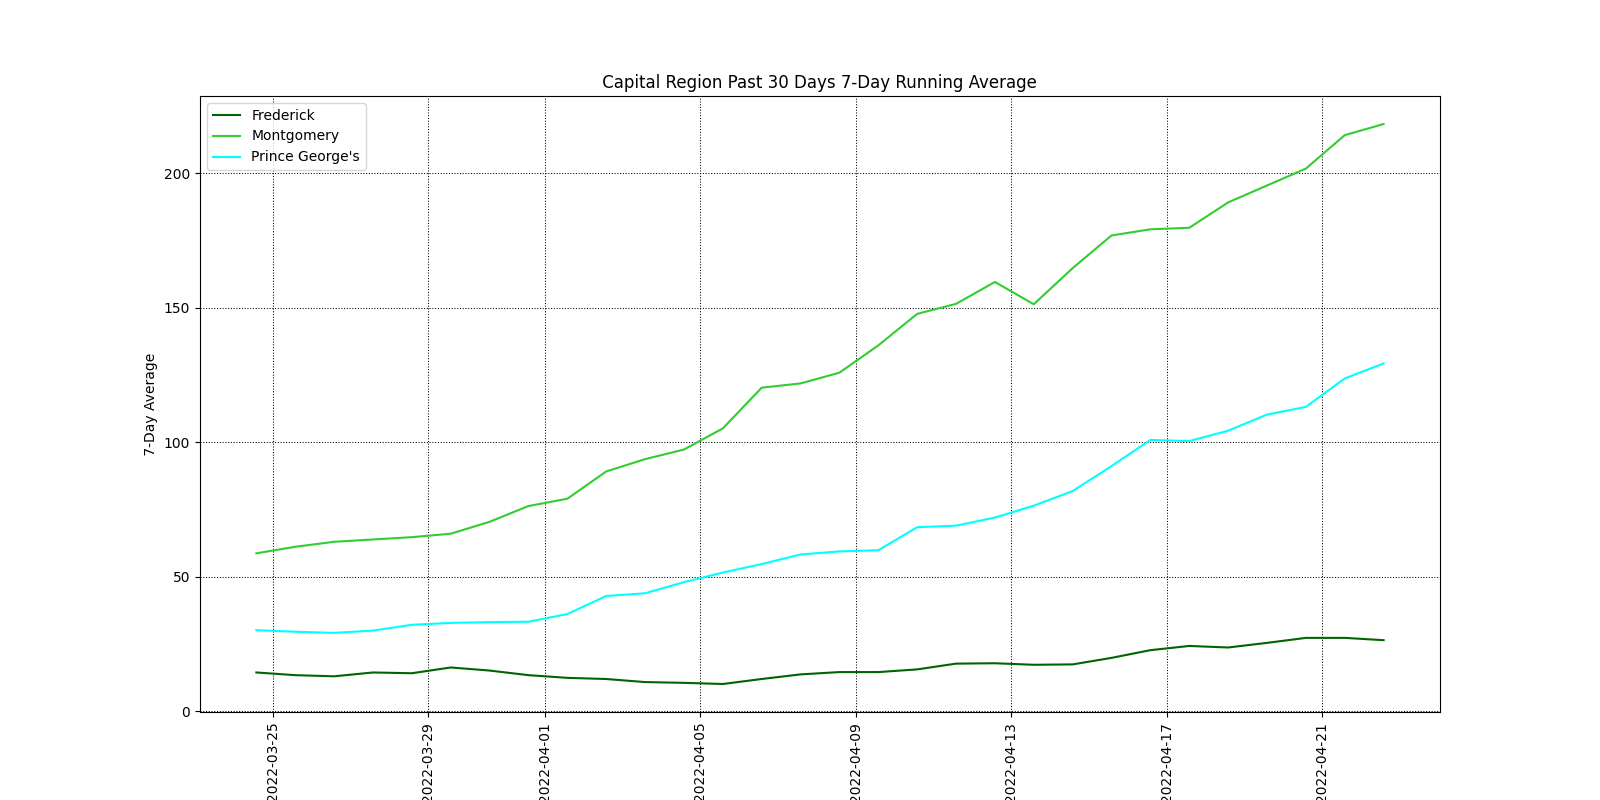 Capital Region Past 30 Days 7-Day Running Average
Frederick
Montgomery
Prince George's
7-Day Average
200
150
100
50
0
2022-03-25
2022-03-29
2022-04-01
2022-04-05
2022-04-09
2022-04-13
2022-04-17
2022-04-21